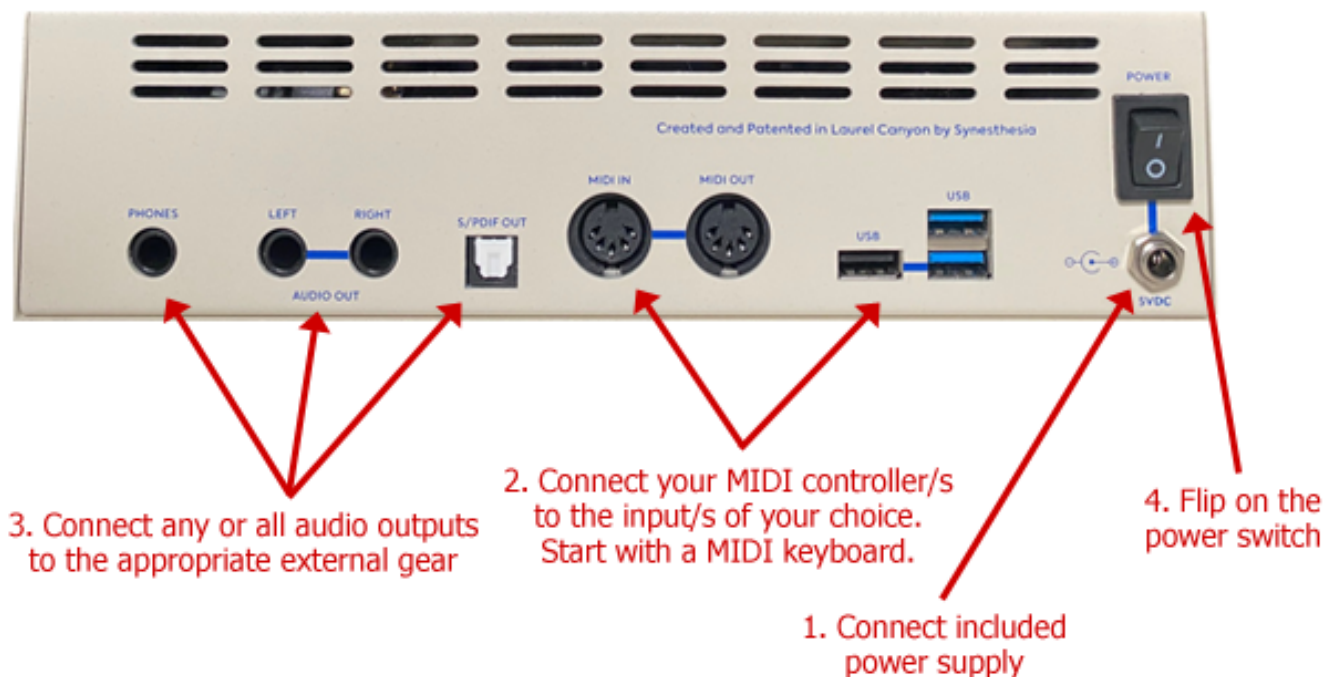 POWER
Created and Patented in Laurel Canyon by Synesthesia
MIDI IN
MIDI OUT
USB
PHONES
LEFT
RIGHT
S/PDIF OUT
USB
AUDIO OUT
5VDC
2. Connect your MIDI controller/s
to the input/s of your choice.
Start with a MIDI keyboard.
3. Connect any or all audio outputs
to the appropriate external gear
4. Flip on the
power switch
1. Connect included
power supply